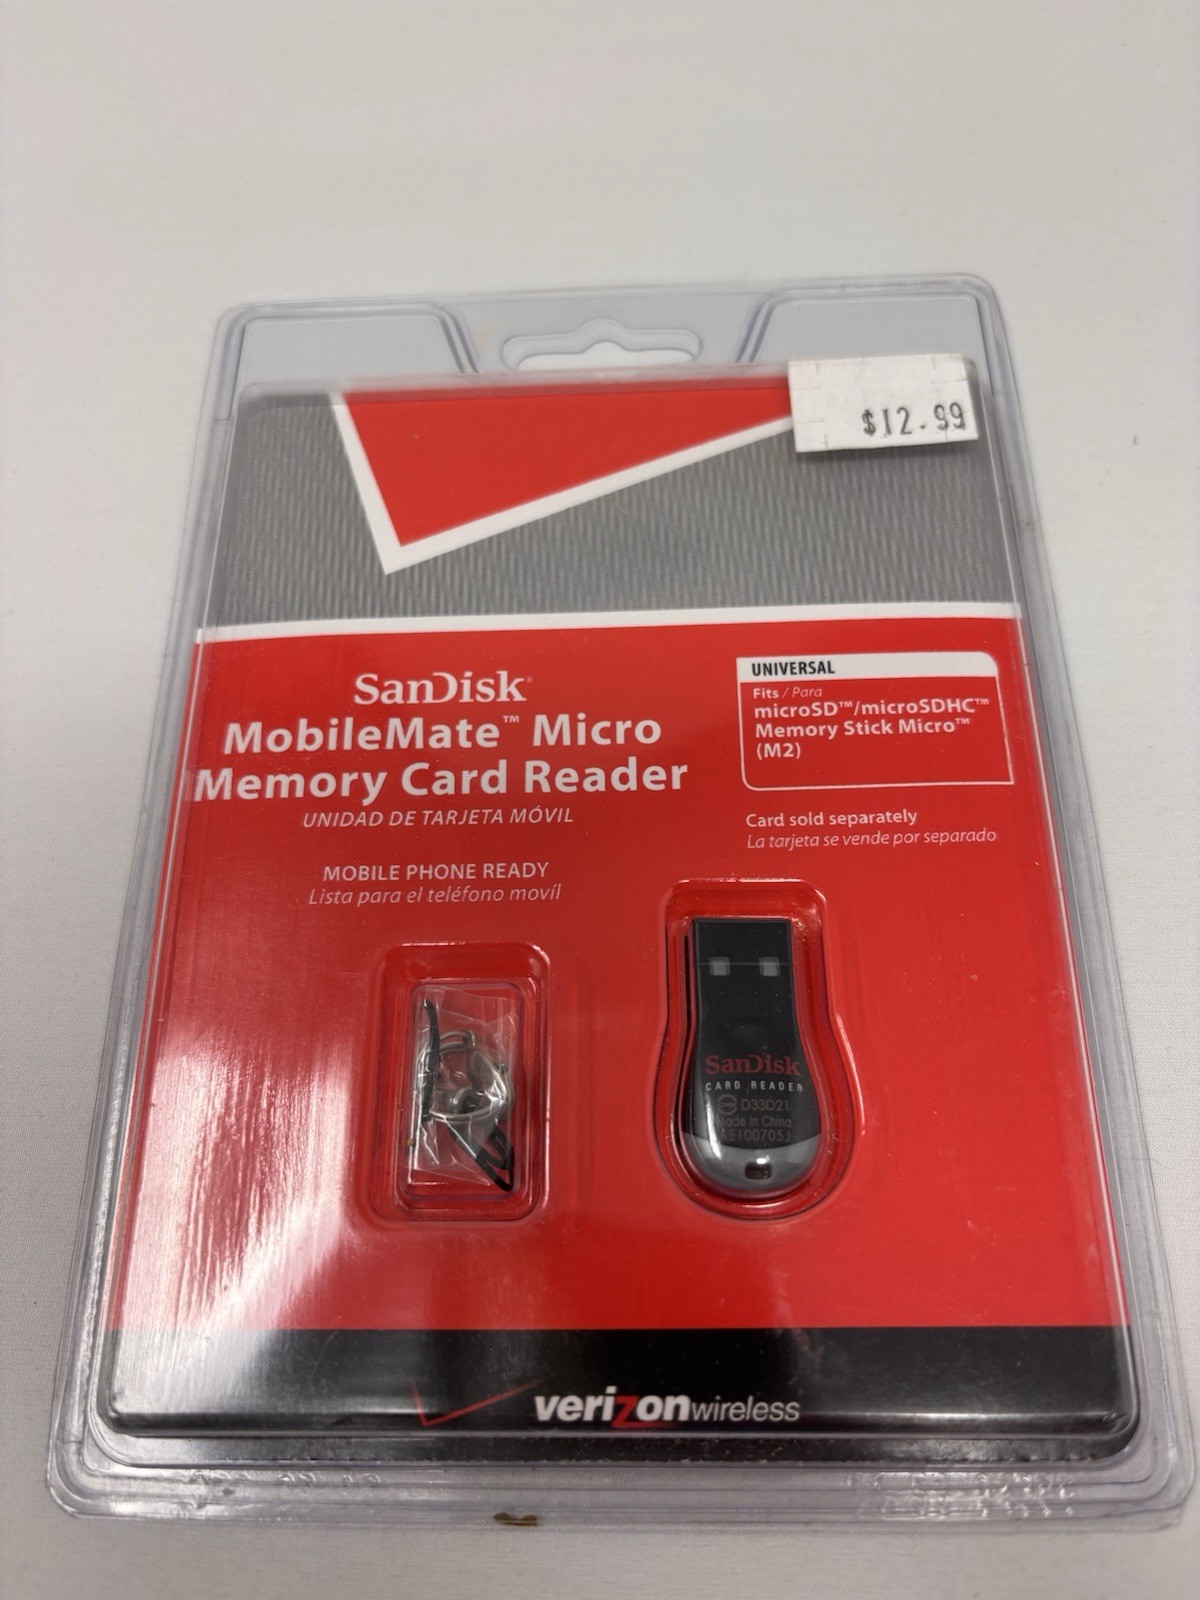 $12.99
SanDisk®
MobileMate™ Micro
Memory Card Reader
UNIDAD DE TARJETA MÓVIL
MOBILE PHONE READY
Lista para el teléfono movíl
UNIVERSAL
Fits / Para
microSD™/microSDHC™
Memory Stick Micro™
(M2)
Card sold separately
La tarjeta se vende por separado
SanDisk
CARD READER
D33D21
Made in China
verizonwireless